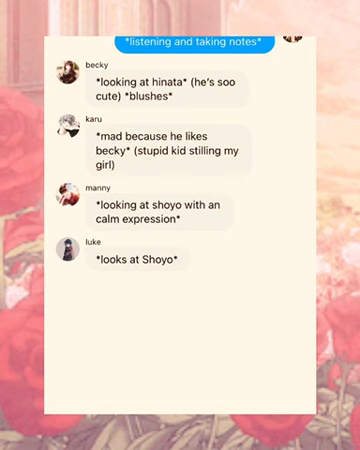 *listening and taking notes*
becky
*looking at hinata* (he's soo
cute) *blushes*
karu
*mad because he likes
becky* (stupid kid stilling my
girl)
manny
*looking at shoyo with an
calm expression*
luke
*looks at Shoyo*